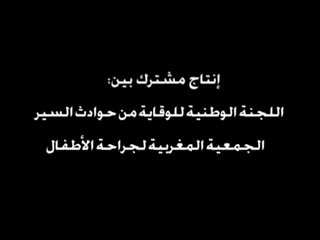 إنتاج مشترك بين:
اللجنة الوطنية للوقاية من حوادث السير
الجمعية المغربية لجراحة الأطفال